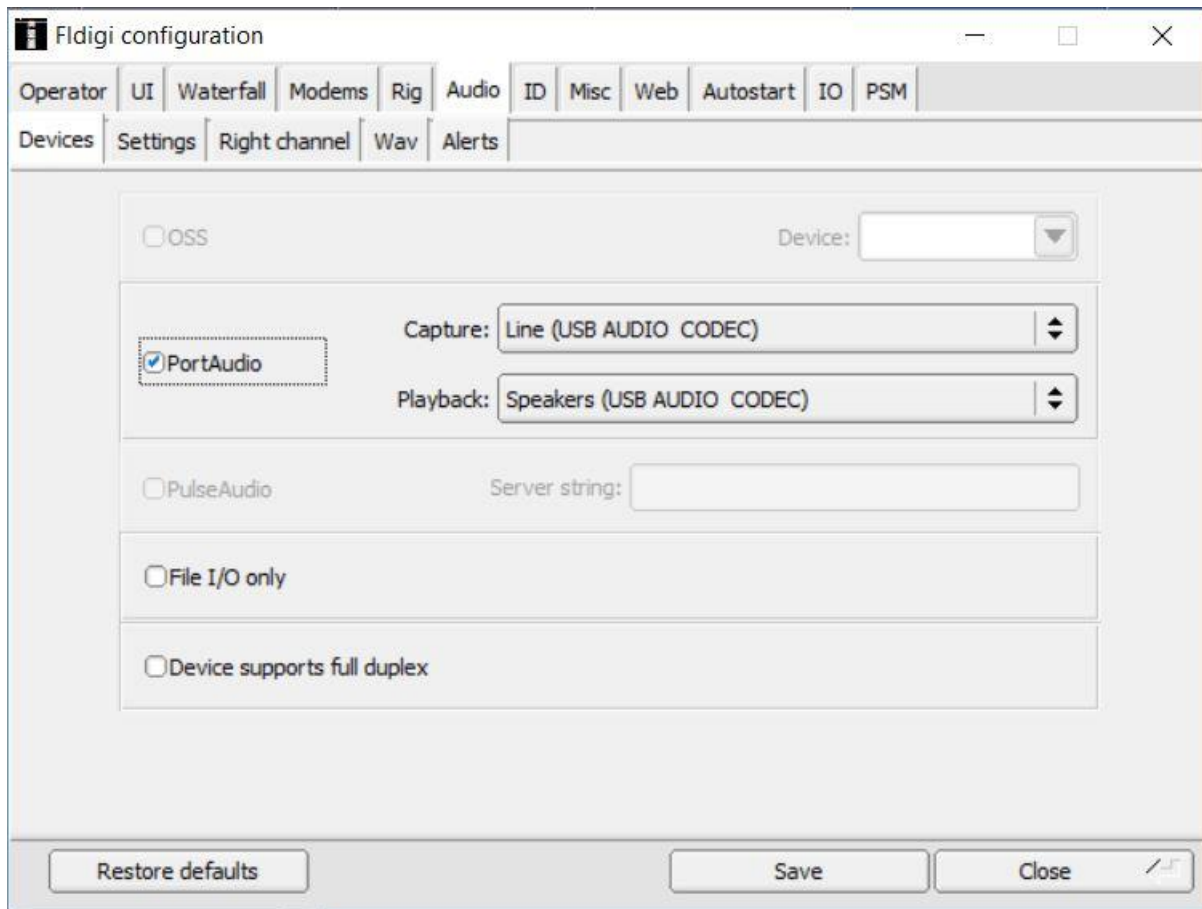 Fldigi configuration
Operator UI Waterfall Modems Rig Audio ID Misc Web Autostart IO PSM
Devices Settings Right channel Wav Alerts
OSS Device:
Capture: Line (USB AUDIO  CODEC)
PortAudio
Playback: Speakers (USB AUDIO  CODEC)
PulseAudio Server string:
File I/O only
Device supports full duplex
Restore defaults Save Close